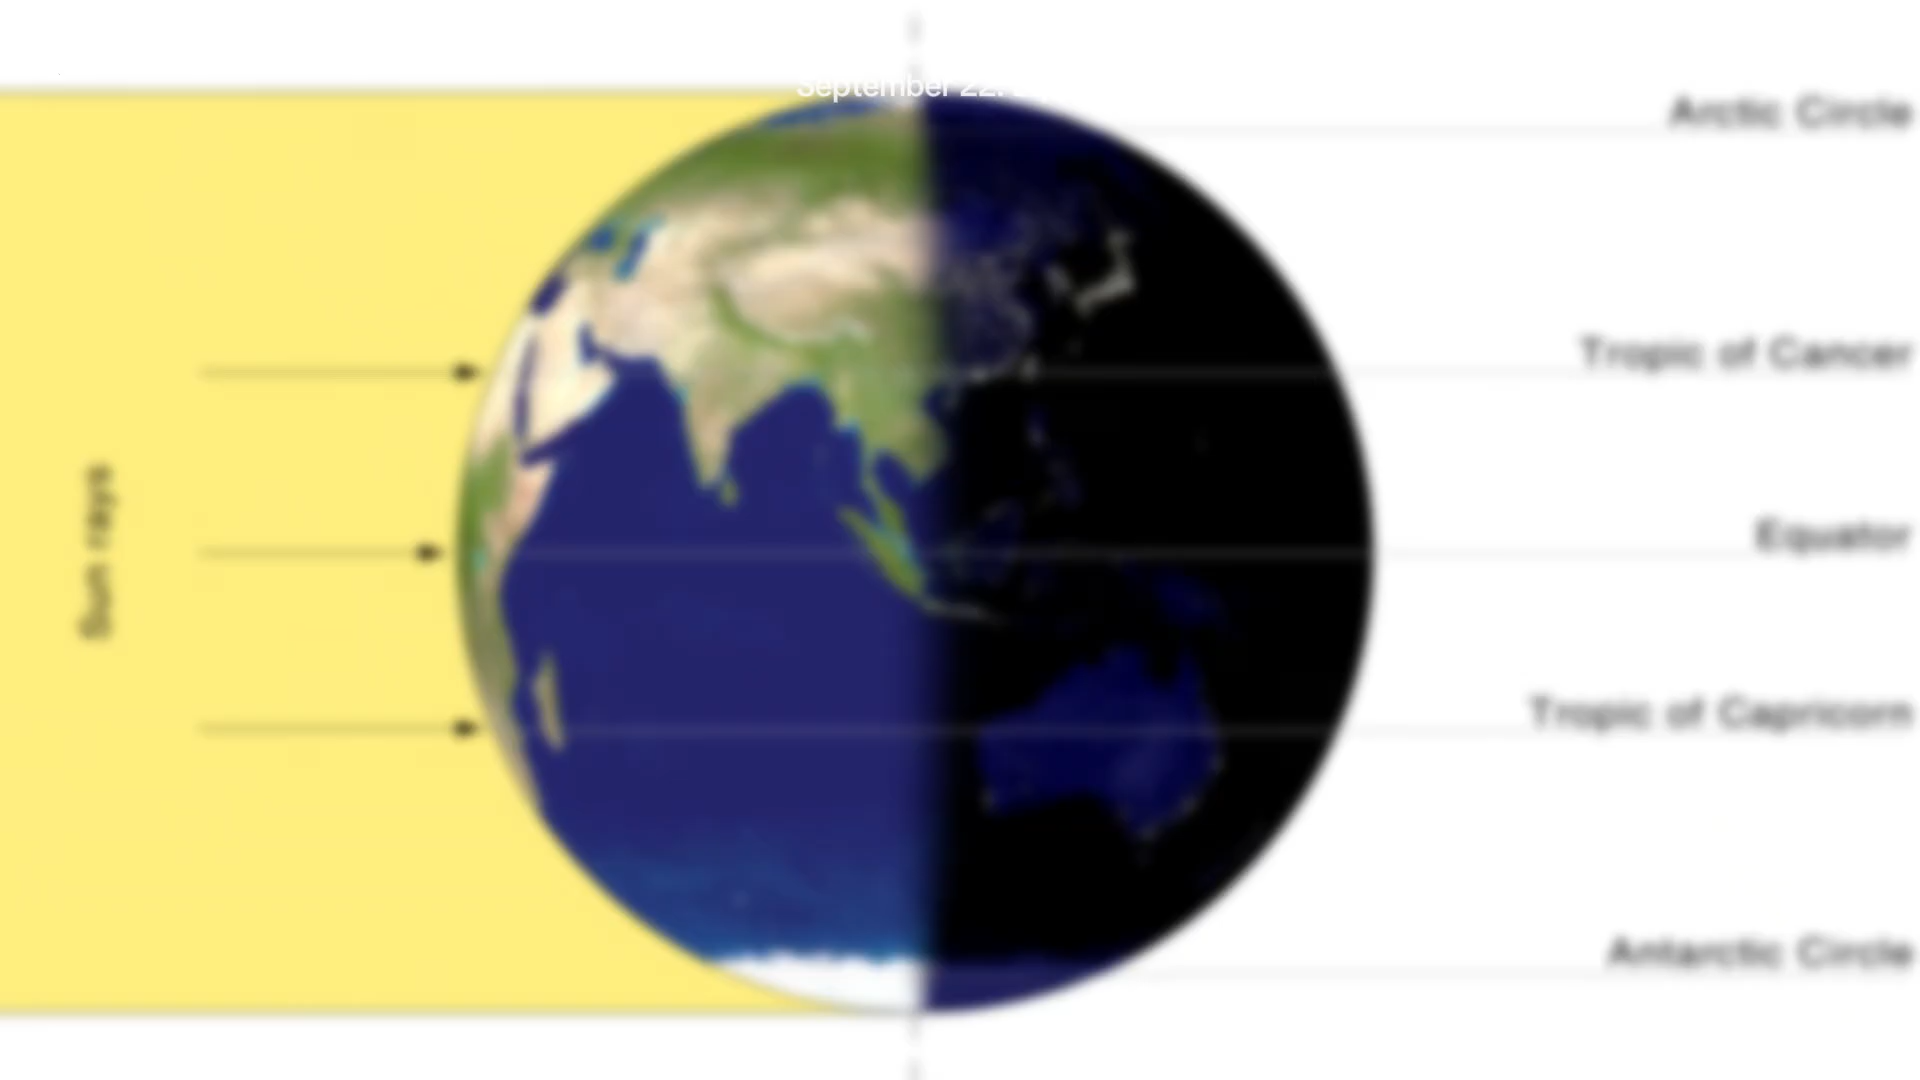 September 22,
Arctic Circle
Tropic of Cancer
Sun rays
Equator
Tropic of Capricorn
Antarctic Circle